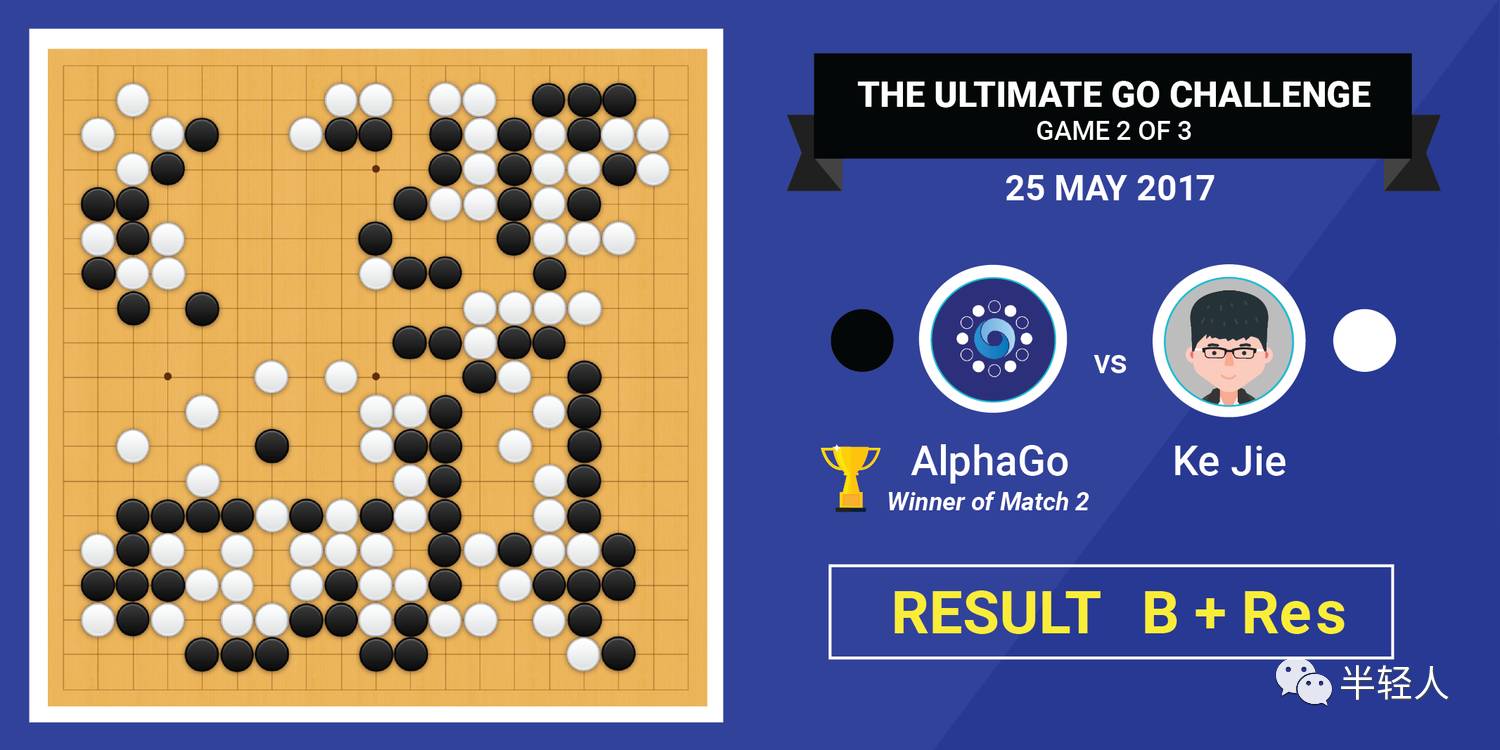 THE ULTIMATE GO CHALLENGE
GAME 2 OF 3
25 MAY 2017
VS
AlphaGo
Ke Jie
Winner of Match 2
RESULT B + Res
半轻人